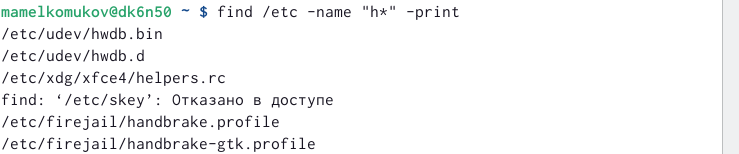 mamelkomukov@dk6n50 ~ $ find /etc -name "h*" -print
/etc/udev/hwdb.bin
/etc/udev/hwdb.d
/etc/xdg/xfce4/helpers.rc
find: ‘/etc/skey’: Отказано в доступе
/etc/firejail/handbrake.profile
/etc/firejail/handbrake-gtk.profile